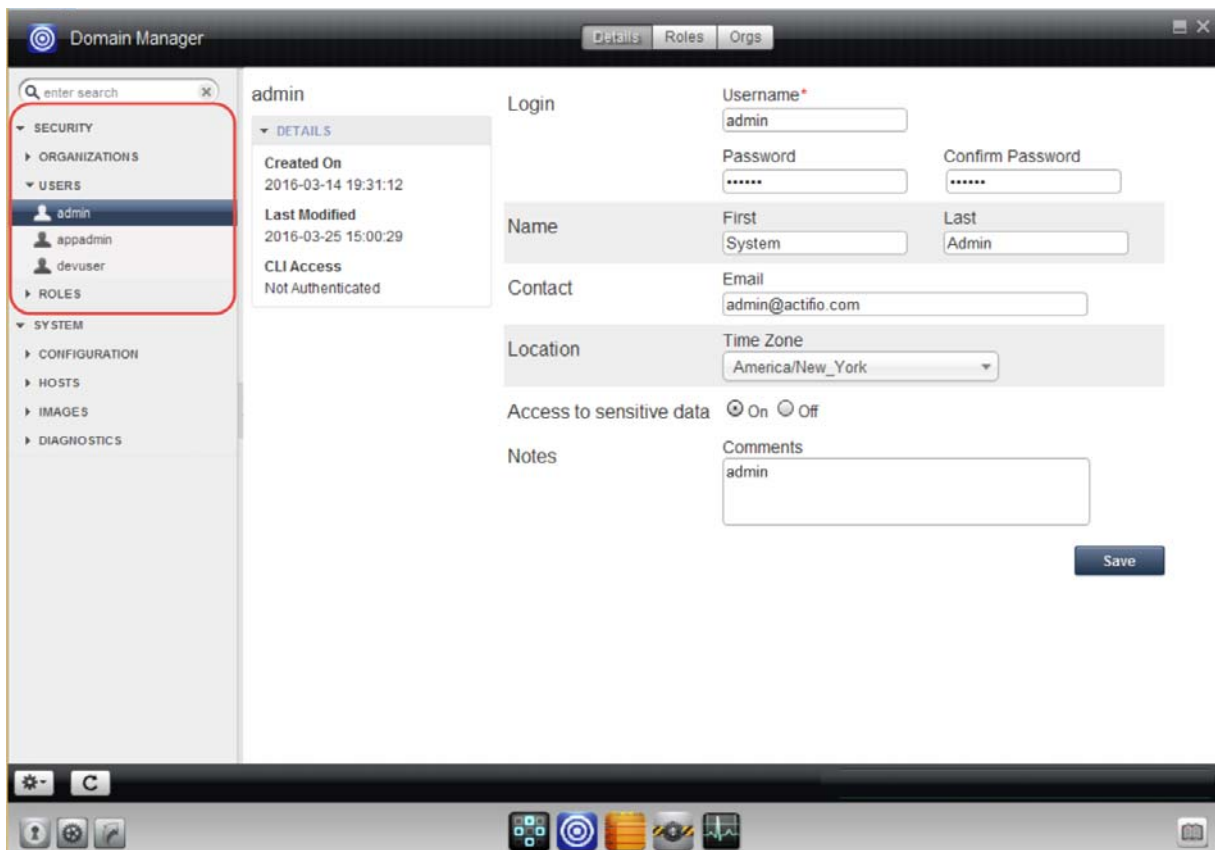 Domain Manager
Details
Roles
Orgs
enter search
SECURITY
ORGANIZATIONS
USERS
admin
appadmin
devuser
ROLES
SYSTEM
CONFIGURATION
HOSTS
IMAGES
DIAGNOSTICS
admin
DETAILS
Created On
2016-03-14 19:31:12
Last Modified
2016-03-25 15:00:29
CLI Access
Not Authenticated
Login
Username*
admin
Password
Confirm Password
••••••
••••••
Name
First
Last
System
Admin
Contact
Email
admin@actifio.com
Location
Time Zone
America/New_York
Access to sensitive data
On
Off
Notes
Comments
admin
Save